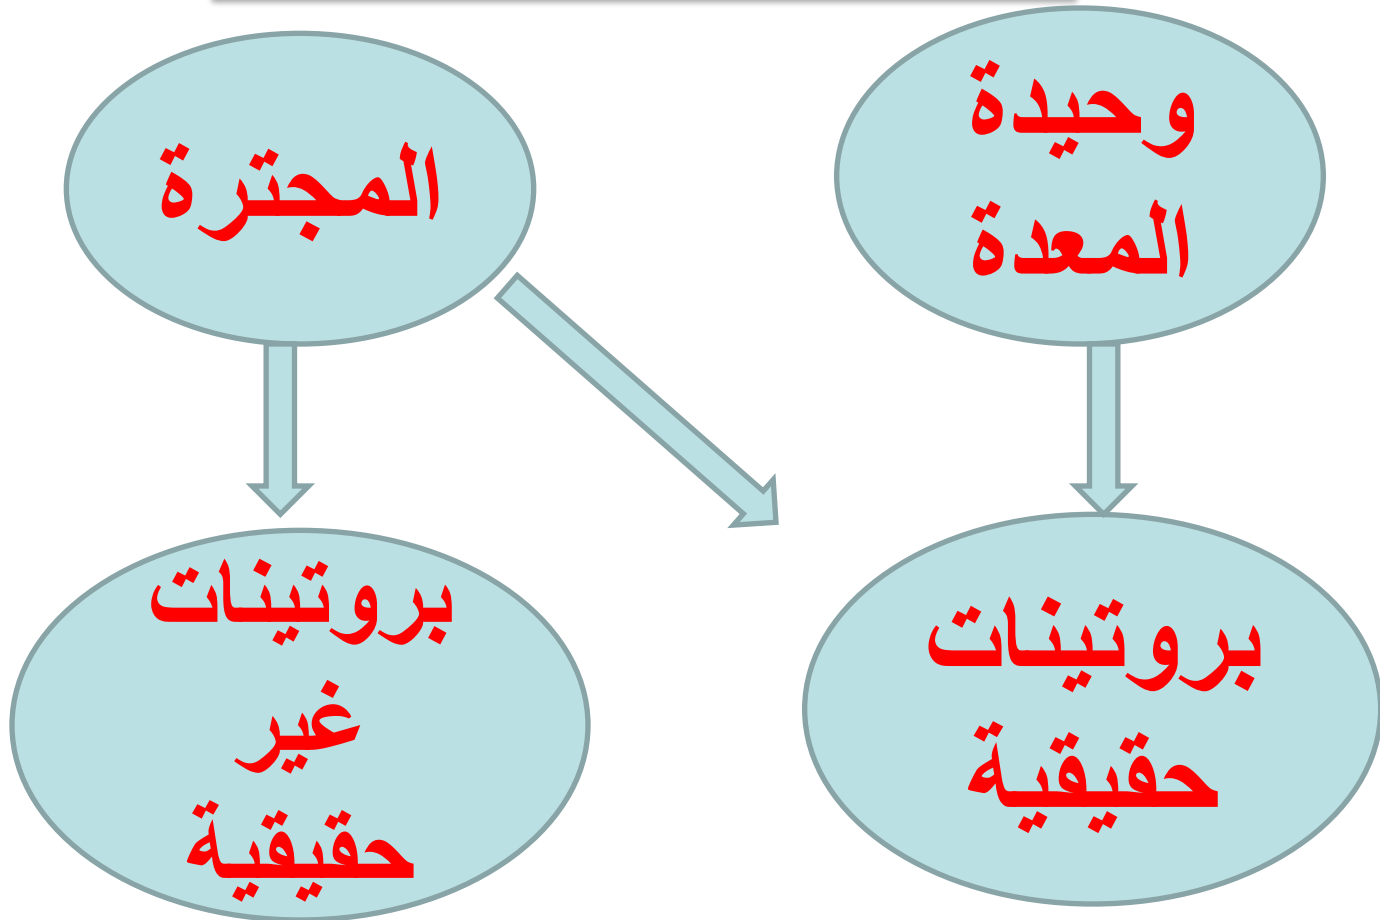 وحيدة
المعدة
المجترة
بروتينات
حقيقية
بروتينات
غير
حقيقية